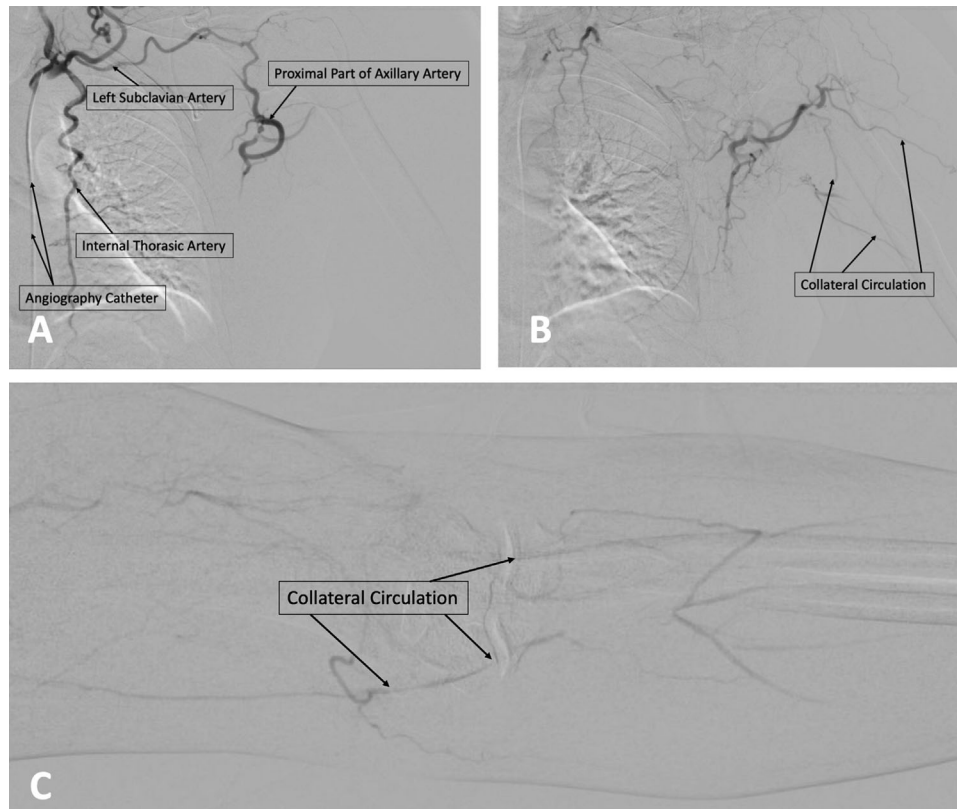 Proximal Part of Axillary Artery
Left Subclavian Artery
Internal Thorasic Artery
Angiography Catheter
A
Collateral Circulation
B
Collateral Circulation
C